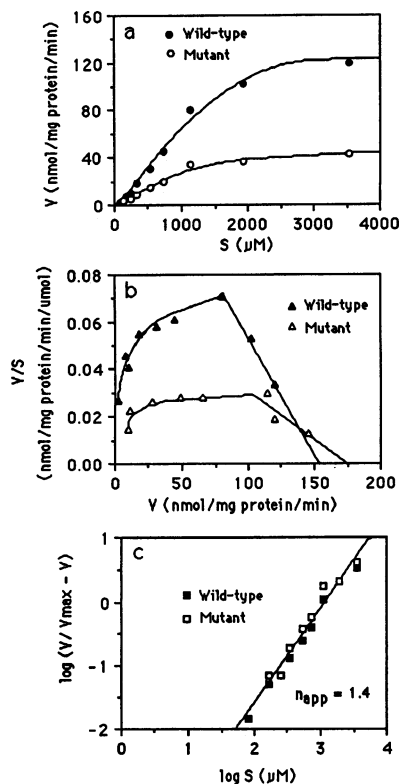 a
Wild-type
Mutant
V (nmol/mg protein/min)
160
120
80
40
0
0 1000 2000 3000 4000
S (μM)
b
Wild-type
Mutant
V/S
(nmol/mg protein/min/umol)
0.08
0.06
0.04
0.02
0.00
0 50 100 150 200
V (nmol/mg protein/min)
c
Wild-type
Mutant
log (V/ Vmax - V)
1
0
-1
-2
n app = 1.4
0 1 2 3 4
log S (μM)